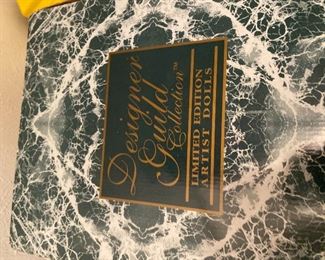 Designer
Guild
Collection™
LIMITED EDITION
ARTIST DOLLS